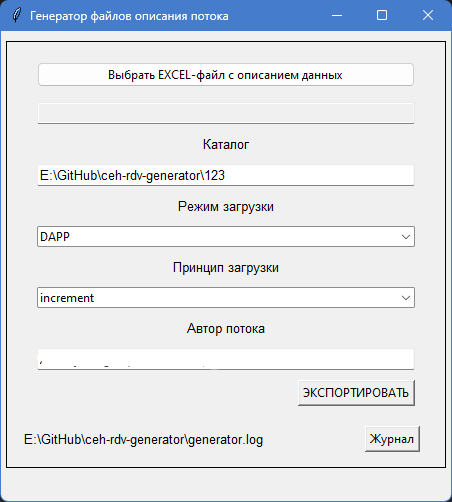 Генератор файлов описания потока
Выбрать EXCEL-файл с описанием данных
Каталог
E:\GitHub\ceh-rdv-generator\123
Режим загрузки
DAPP
Принцип загрузки
increment
Автор потока
ЭКСПОРТИРОВАТЬ
E:\GitHub\ceh-rdv-generator\generator.log
Журнал